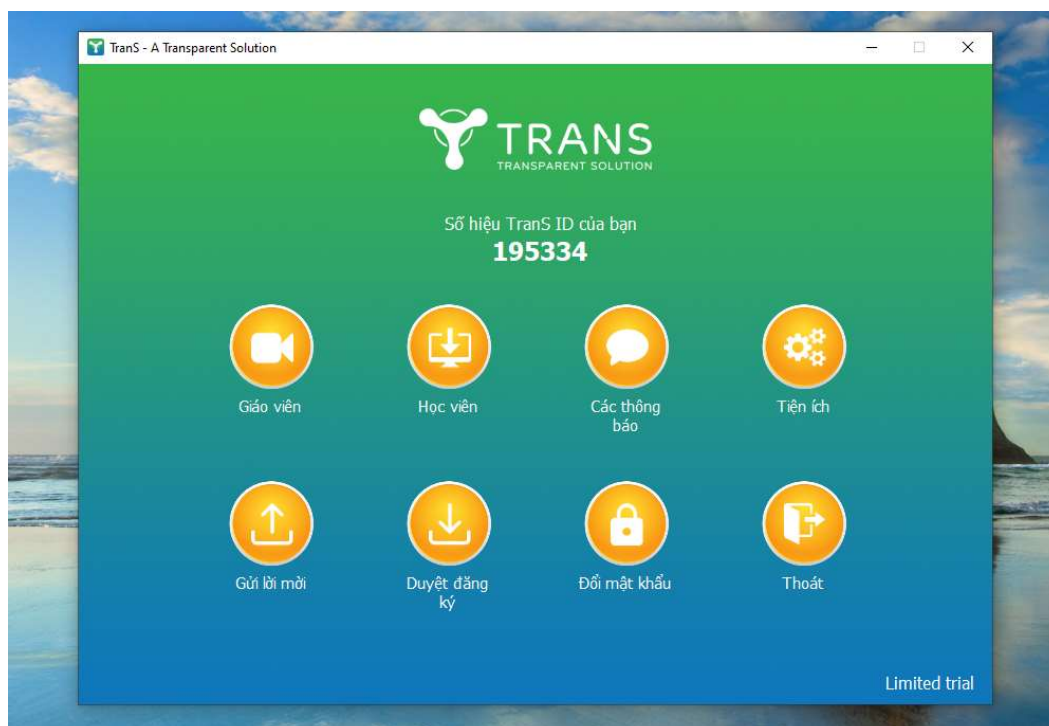 TranS - A Transparent Solution
TRANS
TRANSPARENT SOLUTION
Số hiệu TranS ID của bạn
195334
Giáo viên
Học viên
Các thông
báo
Tiện ích
Gửi lời mời
Duyệt đăng
ký
Đổi mật khẩu
Thoát
Limited trial